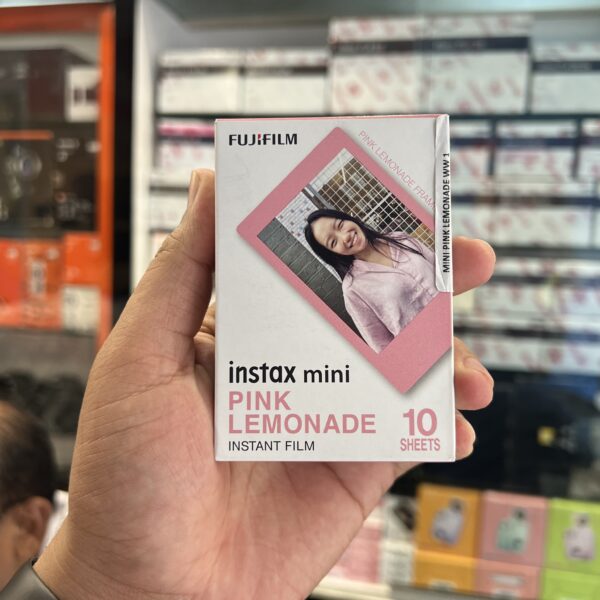 FUJIFILM
PINK LEMONADE FRAME
MINI PINK LEMONADE WW 1
instax mini
PINK
LEMONADE
INSTANT FILM
10
SHEETS